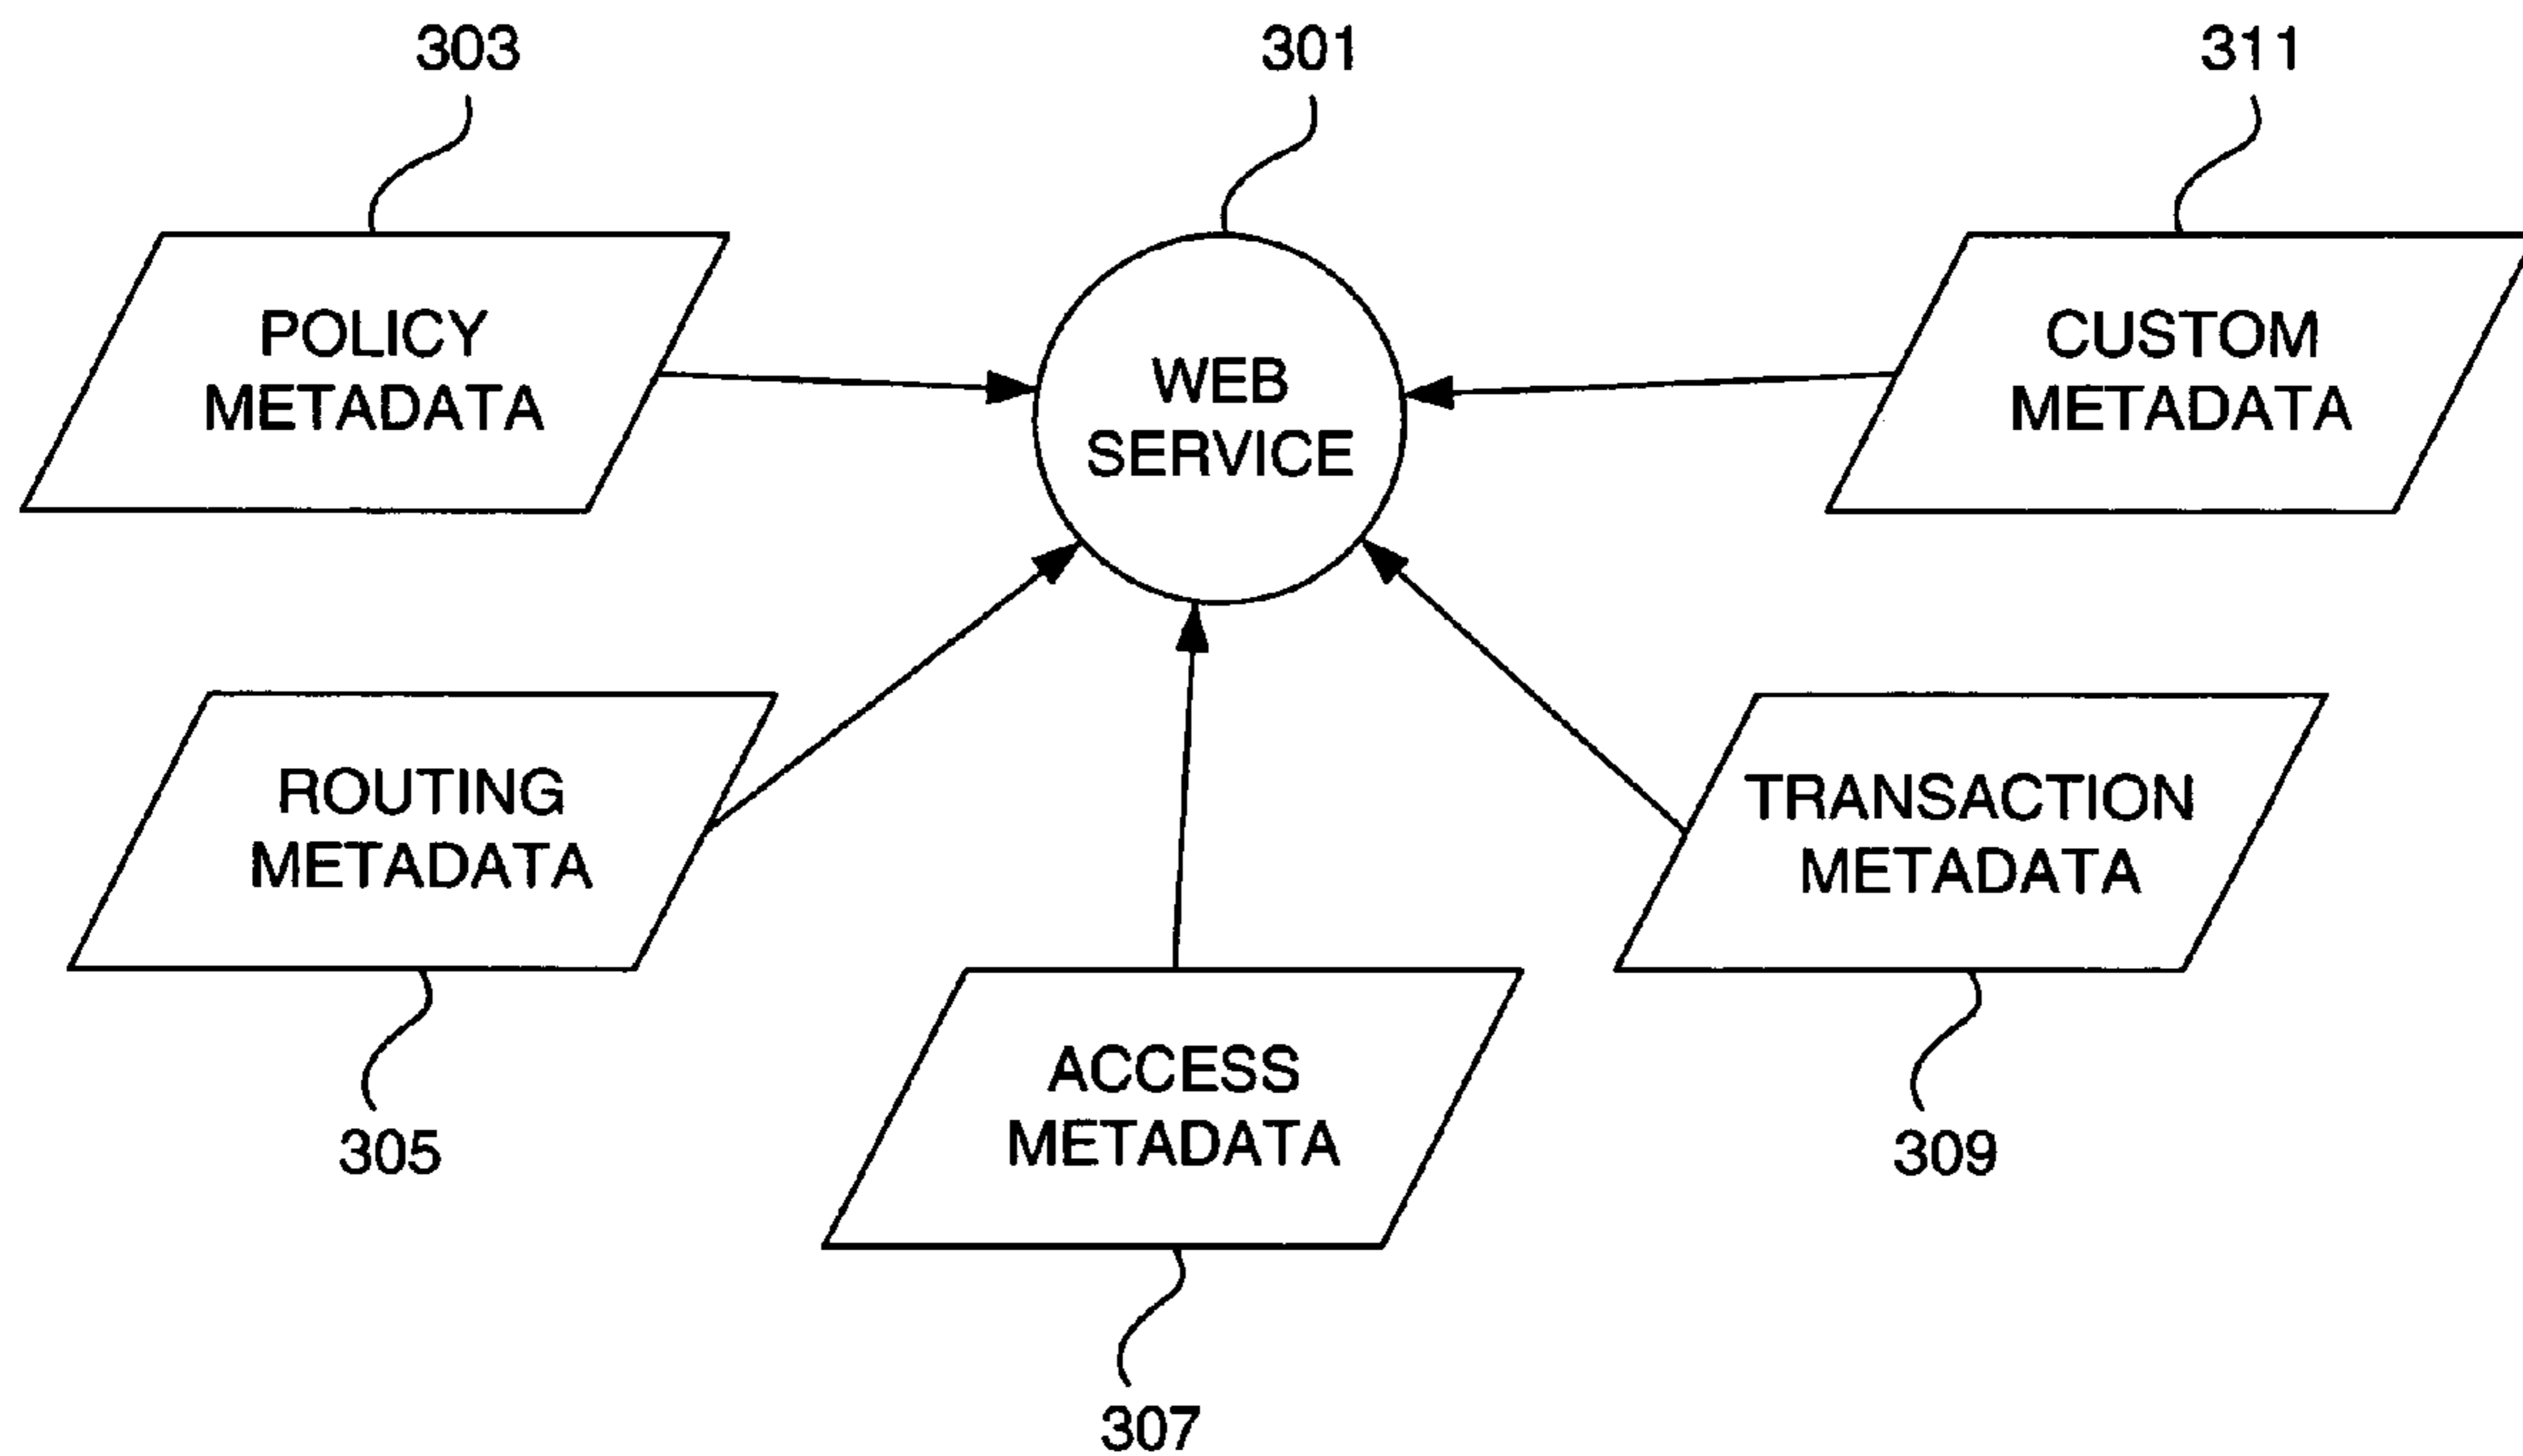 303
301
311
POLICY
METADATA
WEB
SERVICE
CUSTOM
METADATA
ROUTING
METADATA
TRANSACTION
METADATA
ACCESS
METADATA
305
309
307